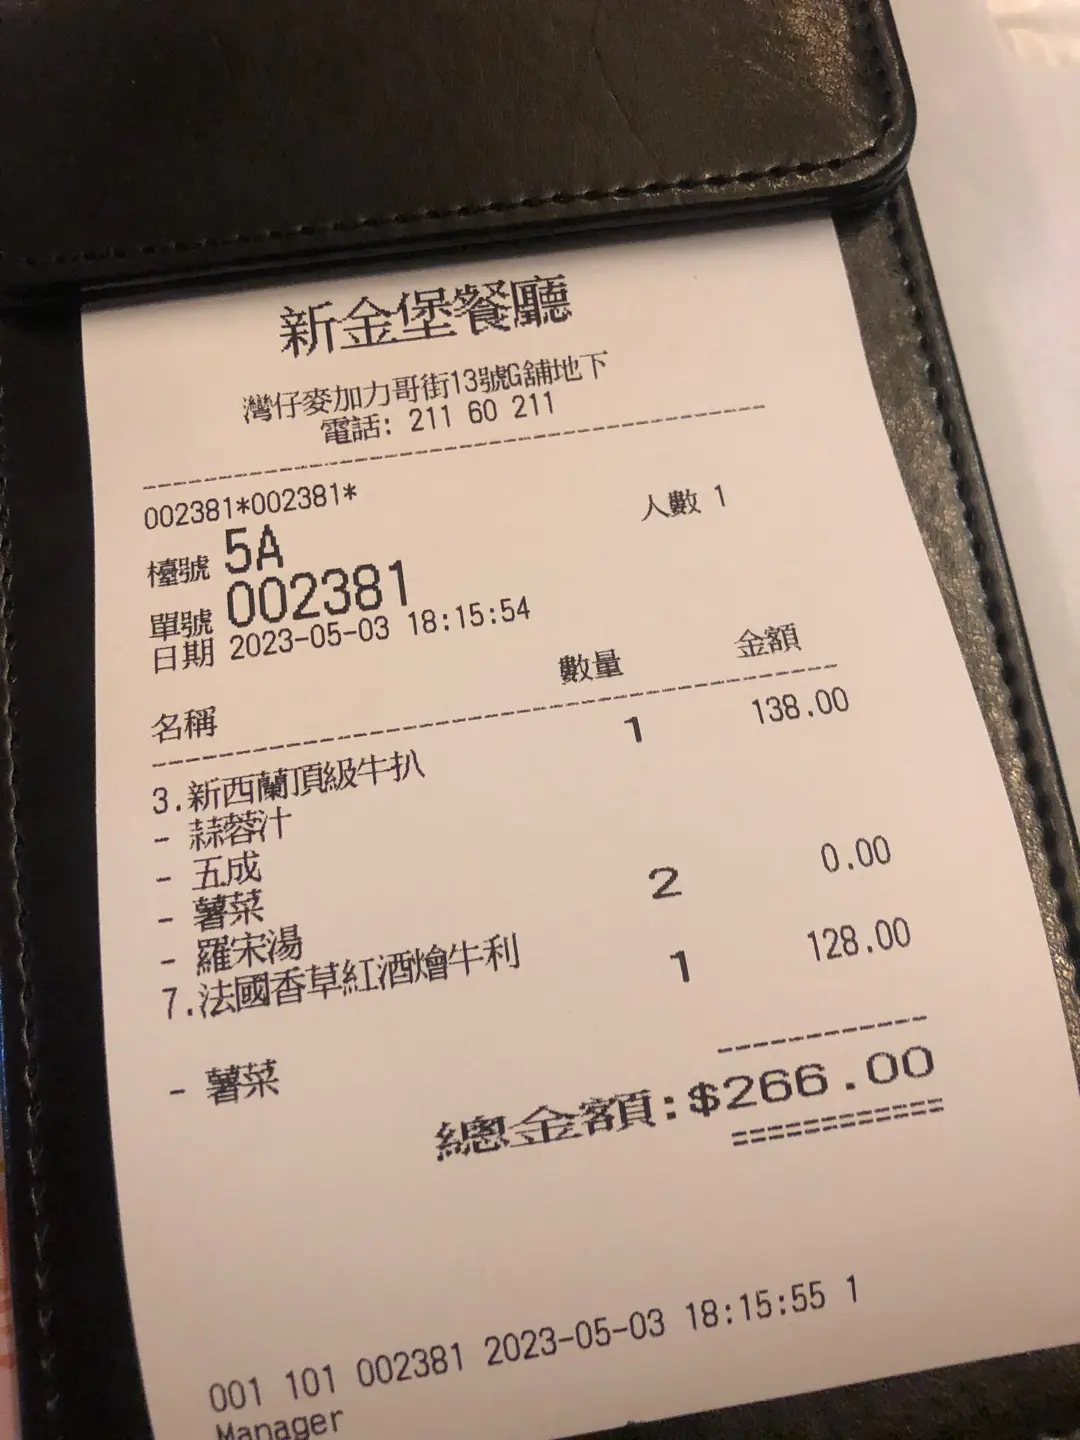 新金堡餐廳
灣仔麥加力哥街13號G舖地下
電話: 211 60 211
002381*002381*
檯號 5A 人數 1
單號 002381
日期 2023-05-03 18:15:54
名稱 數量 金額
3.新西蘭頂級牛扒 1 138.00
- 蒜蓉汁
- 五成
- 薯菜
- 羅宋湯 2 0.00
7.法國香草紅酒燴牛利 1 128.00
- 薯菜
總金額:$266.00
001 101 002381 2023-05-03 18:15:55 1
Manager